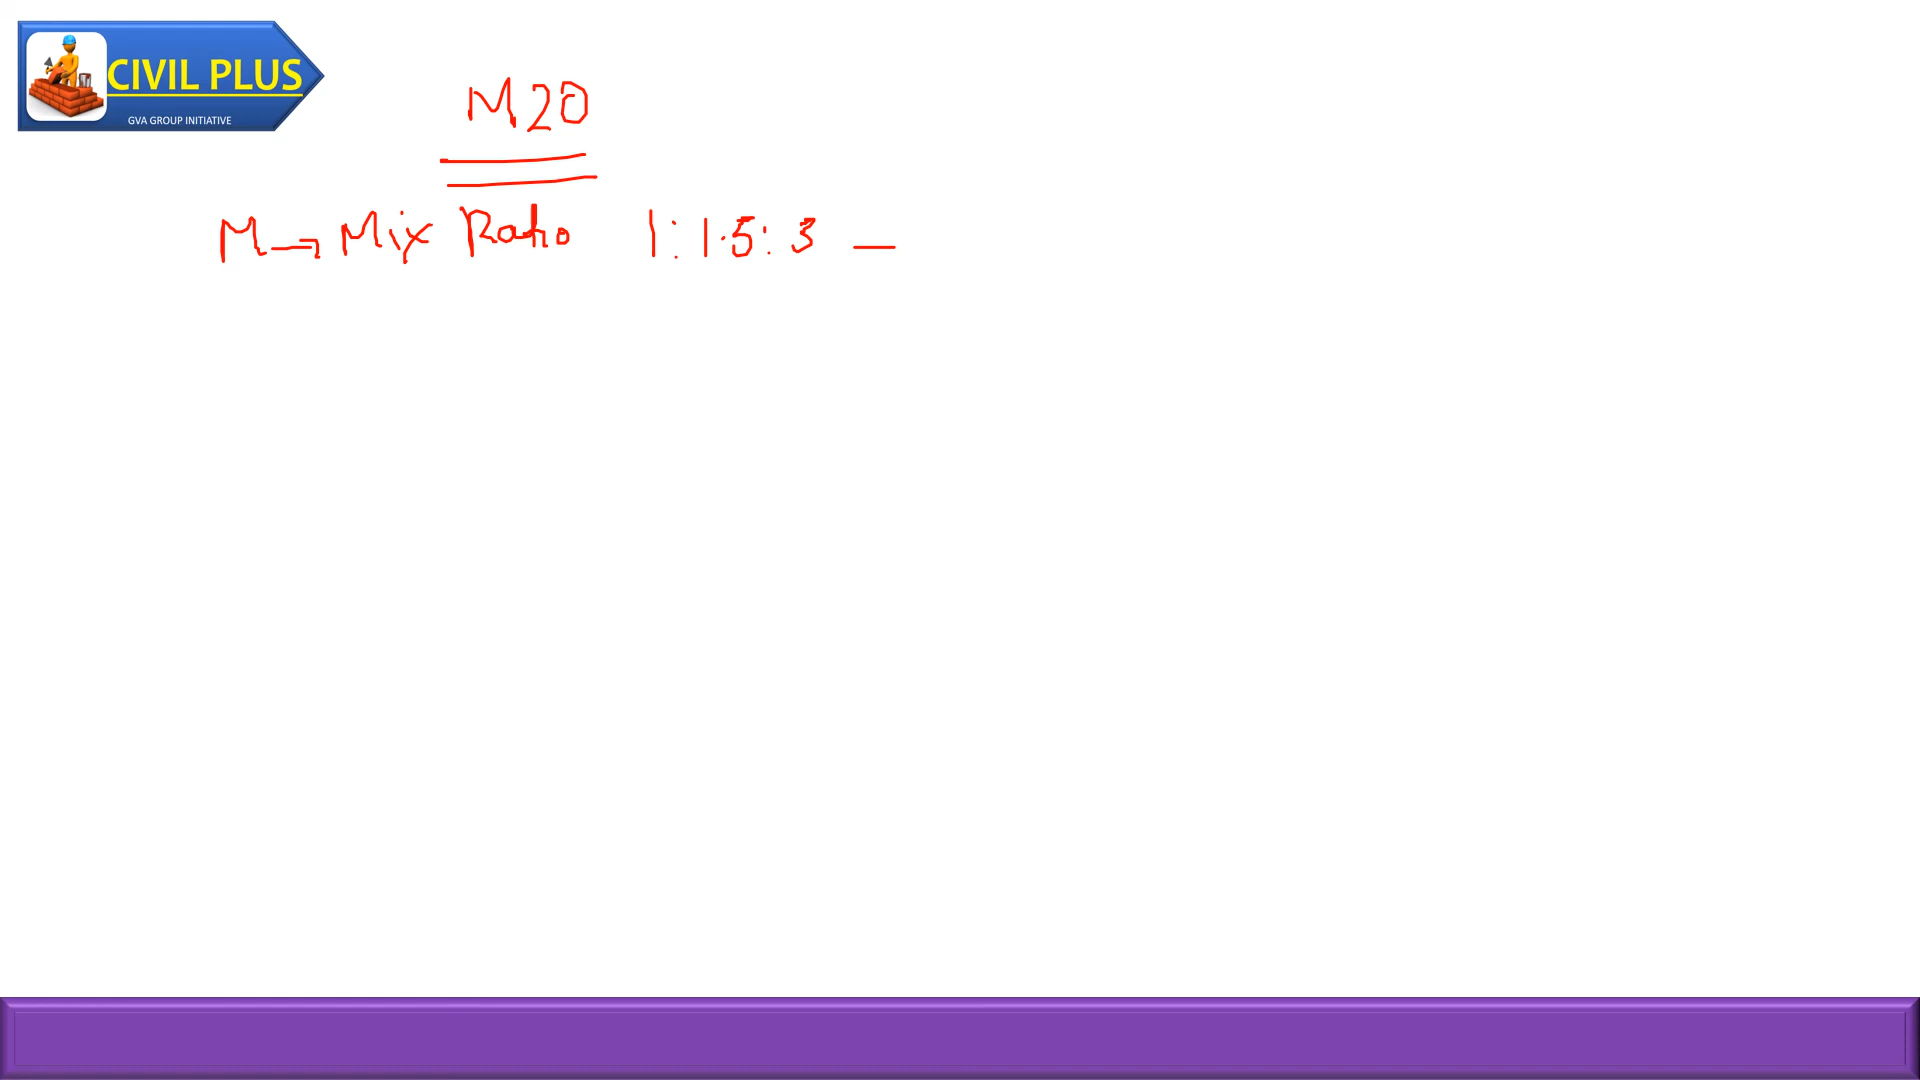 CIVIL PLUS
GVA GROUP INITIATIVE
M20
M → Mix Ratio 1:1.5:3 —